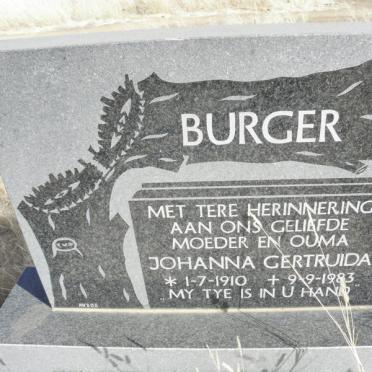 BURGER
MET TERE HERINNERING
AAN ONS GELIEFDE
MOEDER EN OUMA
JOHANNA GERTRUIDA
* 1-7-1910 + 9-9-1983
MY TYE IS IN U HAND